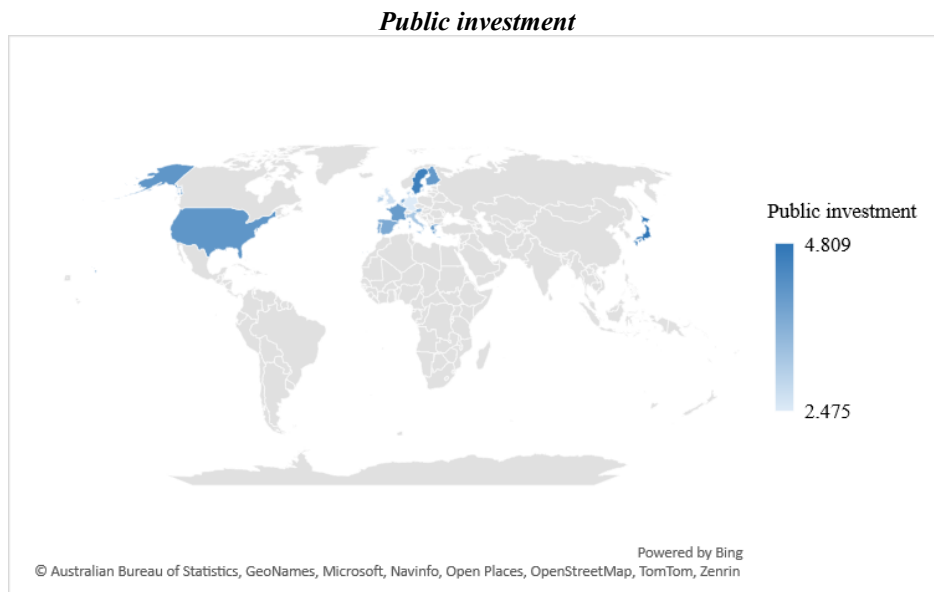 Public investment
Public investment
4.809
2.475
Powered by Bing
© Australian Bureau of Statistics, GeoNames, Microsoft, Navinfo, Open Places, OpenStreetMap, TomTom, Zenrin